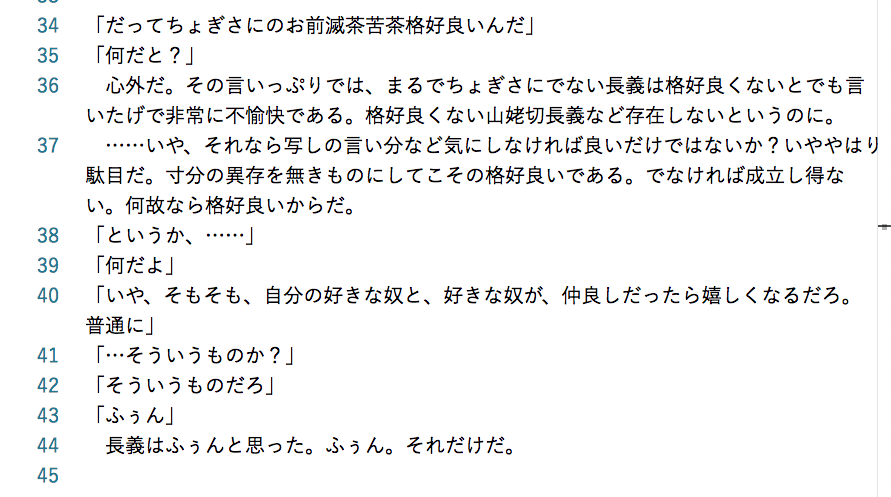 34 「だってちょぎさにのお前滅茶苦茶格好良いんだ」
35 「何だと？」
36 　心外だ。その言いっぷりでは、まるでちょぎさにでない長義は格好良くないとでも言
いたげで非常に不愉快である。格好良くない山姥切長義など存在しないというのに。
37 　……いや、それなら写しの言い分など気にしなければ良いだけではないか？いややはり
駄目だ。寸分の異存を無きものにしてこその格好良いである。でなければ成立し得な
い。何故なら格好良いからだ。
38 「というか、……」
39 「何だよ」
40 「いや、そもそも、自分の好きな奴と、好きな奴が、仲良しだったら嬉しくなるだろ。
普通に」
41 「…そういうものか？」
42 「そういうものだろ」
43 「ふぅん」
44 　長義はふぅんと思った。ふぅん。それだけだ。
45